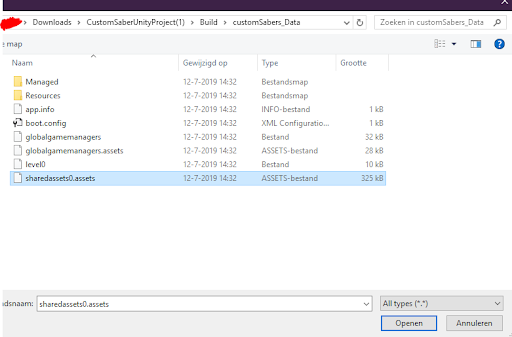 > Downloads > CustomSaberUnityProject(1) > Build > customSabers_Data
Zoeken in customSabers_Data
e map
Naam Gewijzigd op Type Grootte
Managed 12-7-2019 14:32 Bestandsmap
Resources 12-7-2019 14:32 Bestandsmap
app.info 12-7-2019 14:32 INFO-bestand 1 kB
boot.config 12-7-2019 14:32 XML Configuratio... 1 kB
globalgamemanagers 12-7-2019 14:32 Bestand 32 kB
globalgamemanagers.assets 12-7-2019 14:32 ASSETS-bestand 28 kB
level0 12-7-2019 14:32 Bestand 10 kB
sharedassets0.assets 12-7-2019 14:32 ASSETS-bestand 325 kB
dsnaam: sharedassets0.assets All types (*.*)
Openen Annuleren